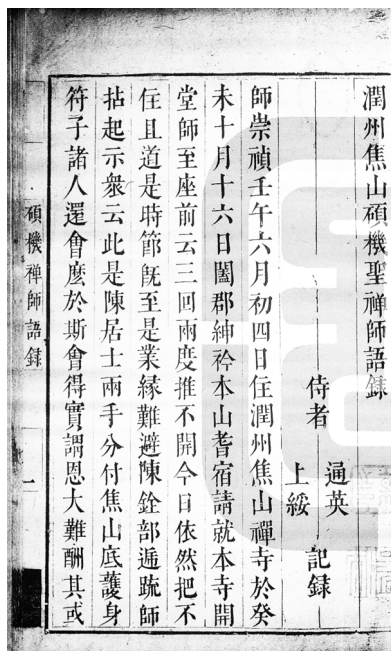 潤州焦山碩機聖禪師語錄
侍者
通英
上綏
記錄
師崇禎壬午六月初四日住潤州焦山禪寺於癸
未十月十六日闔郡紳衿本山耆宿請就本寺開
堂師至座前云三回兩度推不開今日依然把不
住且道是時節旣至是業緣難避陳銓部逓䟽師
拈起示衆云此是陳居士兩手分付焦山底護身
符子諸人還會麽於斯會得實謂恩大難酬其或
碩機禅師語錄
一